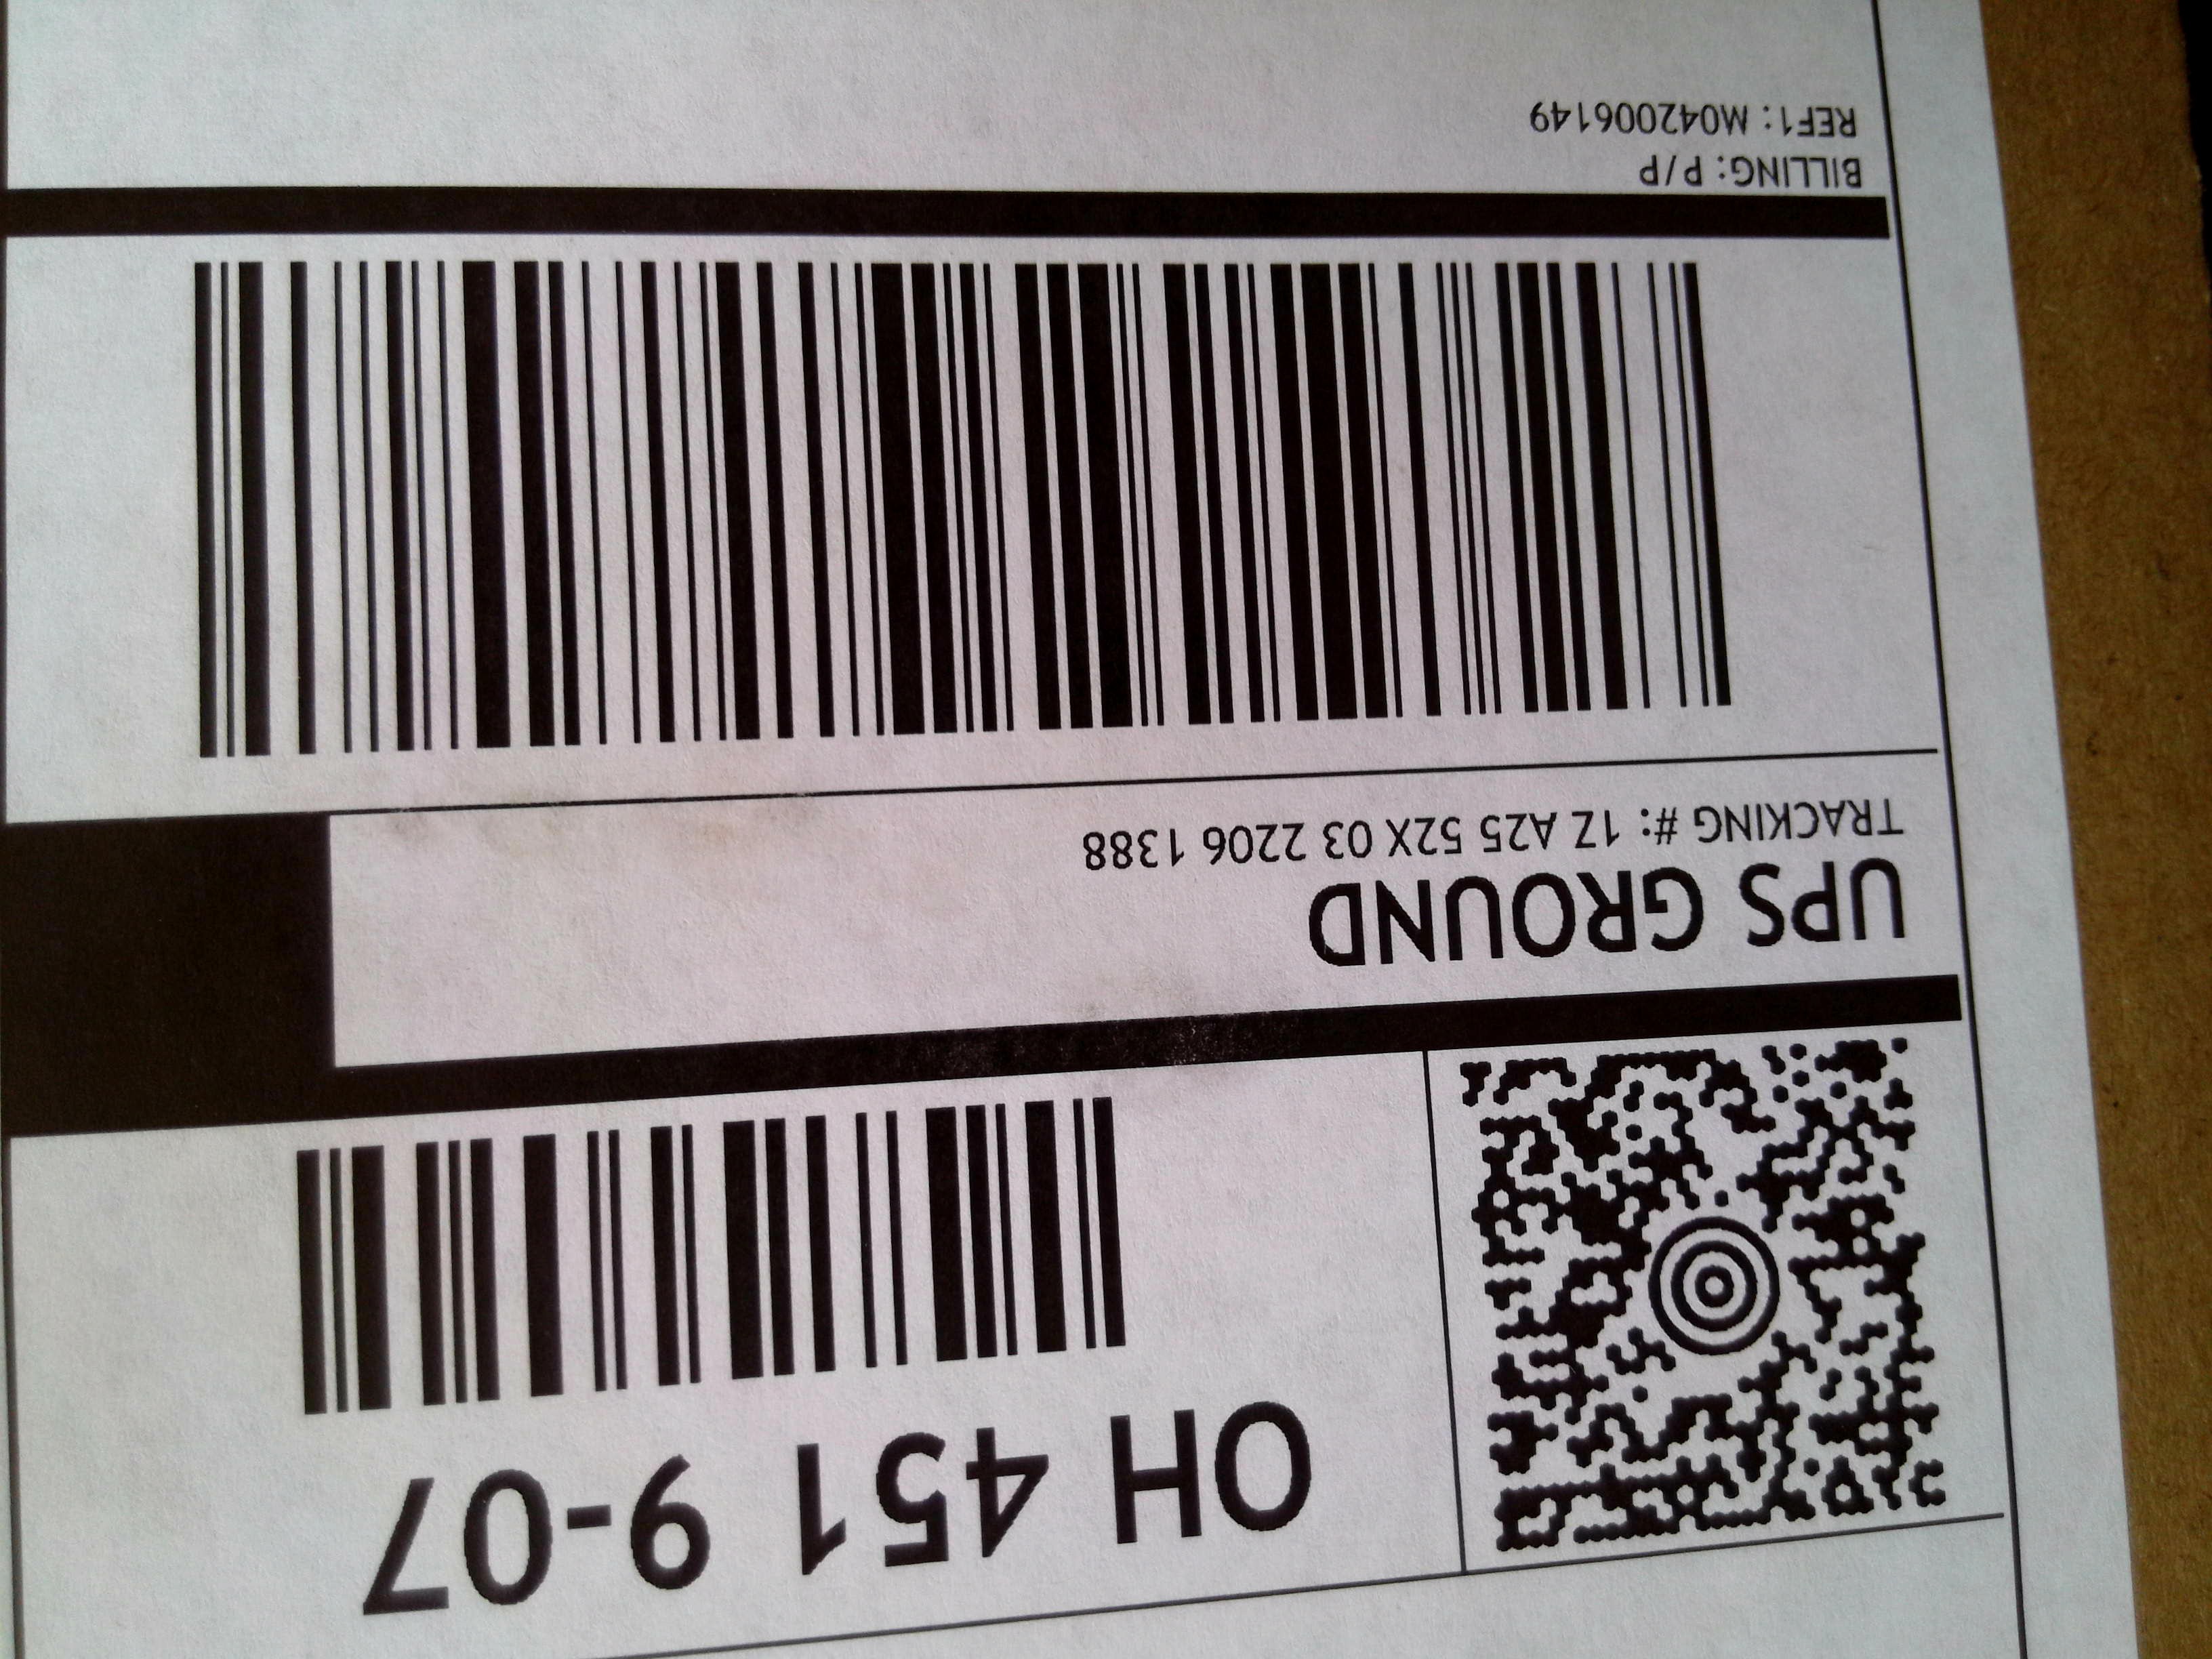 OH 451 9-07
UPS GROUND
TRACKING #: 1Z A25 52X 03 2206 1388
BILLING: P/P
REF1: M042006149